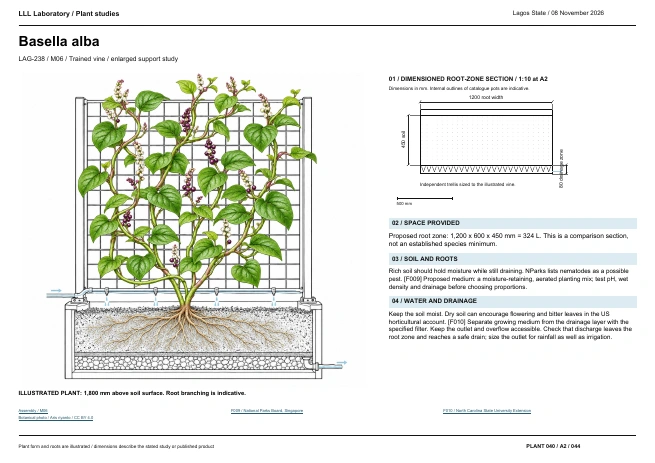 LLL Laboratory / Plant studies
Lagos State / 08 November 2026
Basella alba
LAG-238 / M06 / Trained vine / enlarged support study
01 / DIMENSIONED ROOT-ZONE SECTION / 1:10 at A2
Dimensions in mm. Internal outlines of catalogue pots are indicative.
1200 root width
450 soil
80 drainage zone
Independent trellis sized to the illustrated vine.
600 mm
02 / SPACE PROVIDED
Proposed root zone: 1,200 x 600 x 450 mm = 324 L. This is a comparison section,
not an established species minimum.
03 / SOIL AND ROOTS
Rich soil should hold moisture while still draining. NParks lists nematodes as a possible
pest. [F009] Proposed medium: a moisture-retaining, aerated planting mix; test pH, wet
density and drainage before choosing proportions.
04 / WATER AND DRAINAGE
Keep the soil moist. Dry soil can encourage flowering and bitter leaves in the US
horticultural account. [F010] Separate growing medium from the drainage layer with the
specified filter. Keep the outlet and overflow accessible. Check that discharge leaves the
root zone and reaches a safe drain; size the outlet for rainfall as well as irrigation.
ILLUSTRATED PLANT: 1,800 mm above soil surface. Root branching is indicative.
Assembly / M06
F009 / National Parks Board, Singapore
F010 / North Carolina State University Extension
Botanical photo / / CC BY 4.0
Plant form and roots are illustrated / dimensions describe the stated study or published product
PLANT 040 / A2 / 044